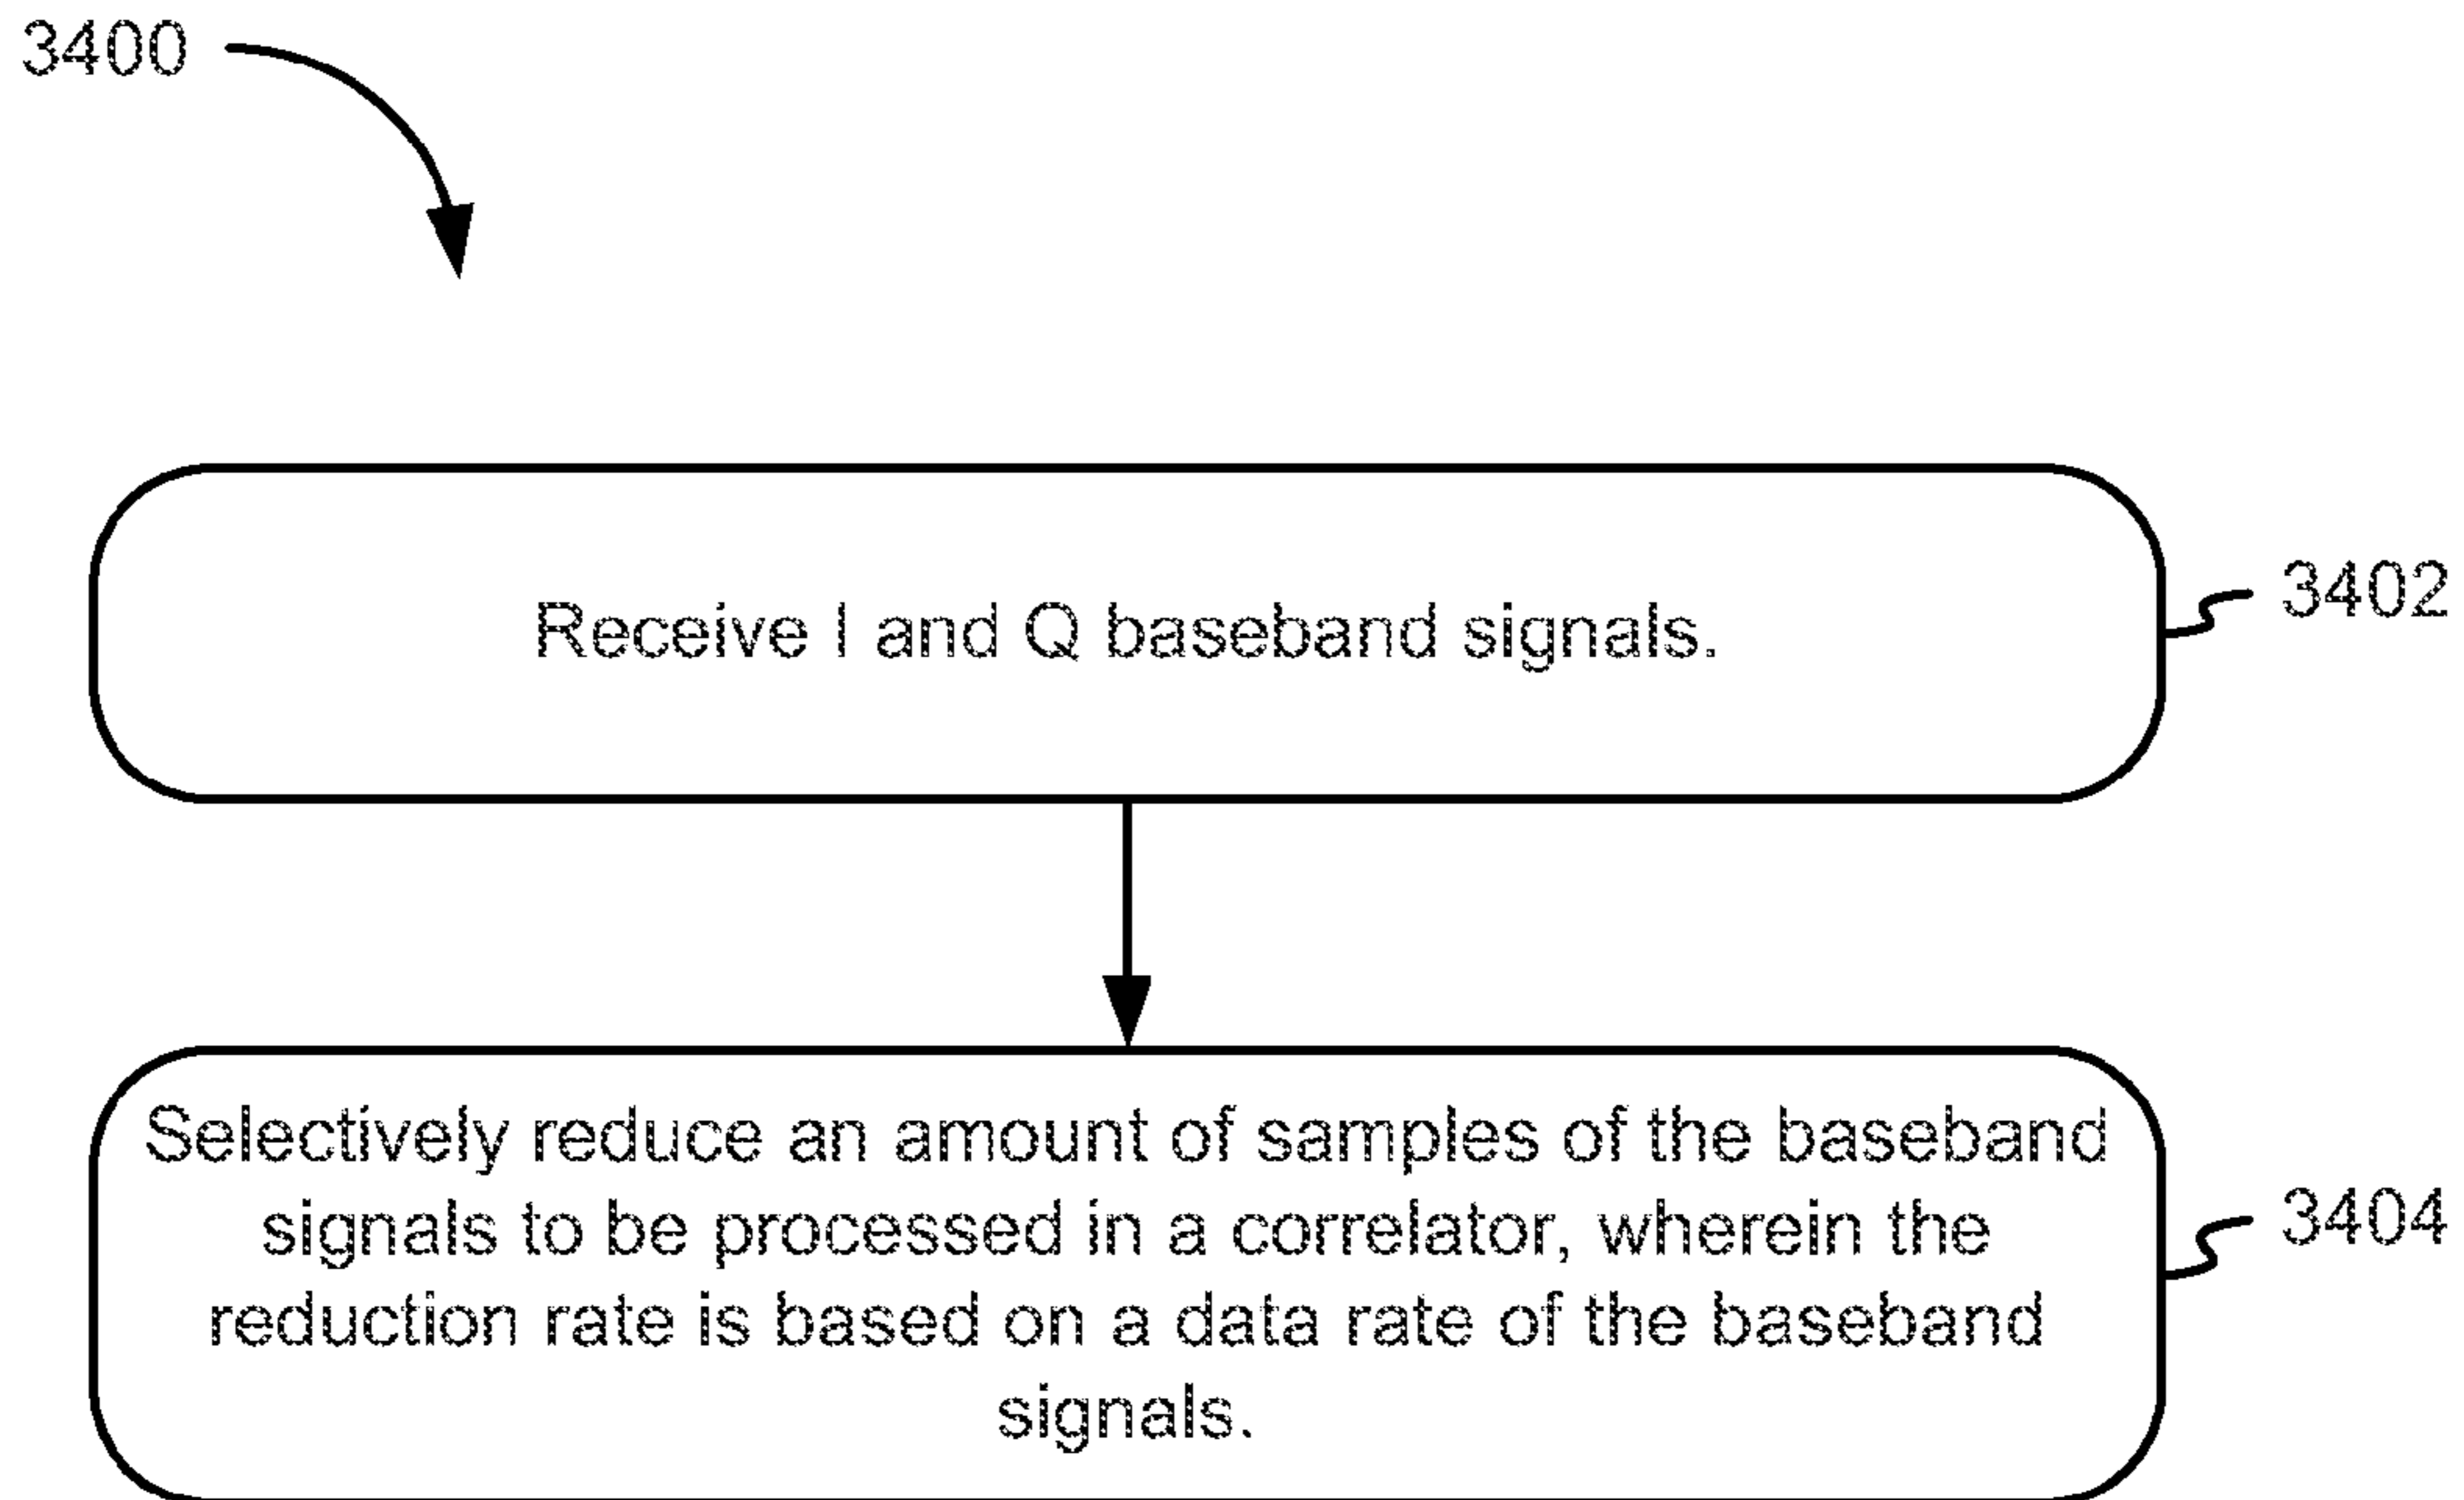 3400
Receive I and Q baseband signals.
3402
Selectively reduce an amount of samples of the baseband
signals to be processed in a correlator, wherein the
reduction rate is based on a data rate of the baseband
signals.
3404